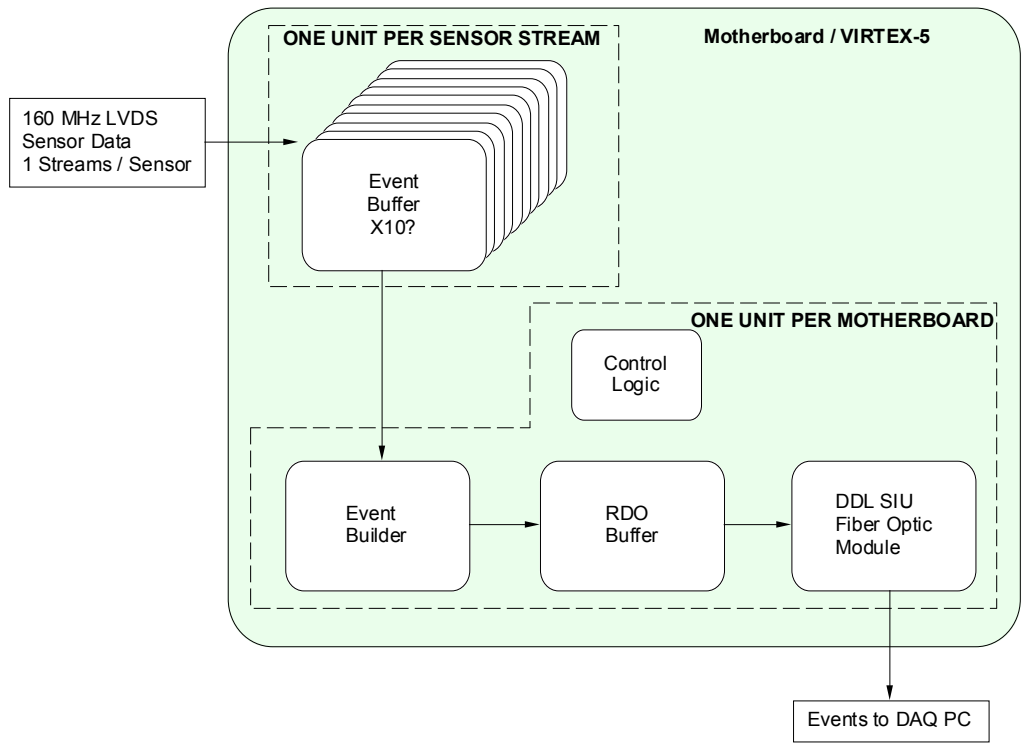 ONE UNIT PER SENSOR STREAM
Motherboard / VIRTEX-5
160 MHz LVDS
Sensor Data
1 Streams / Sensor
Event
Buffer
X10?
ONE UNIT PER MOTHERBOARD
Control
Logic
Event
Builder
RDO
Buffer
DDL SIU
Fiber Optic
Module
Events to DAQ PC